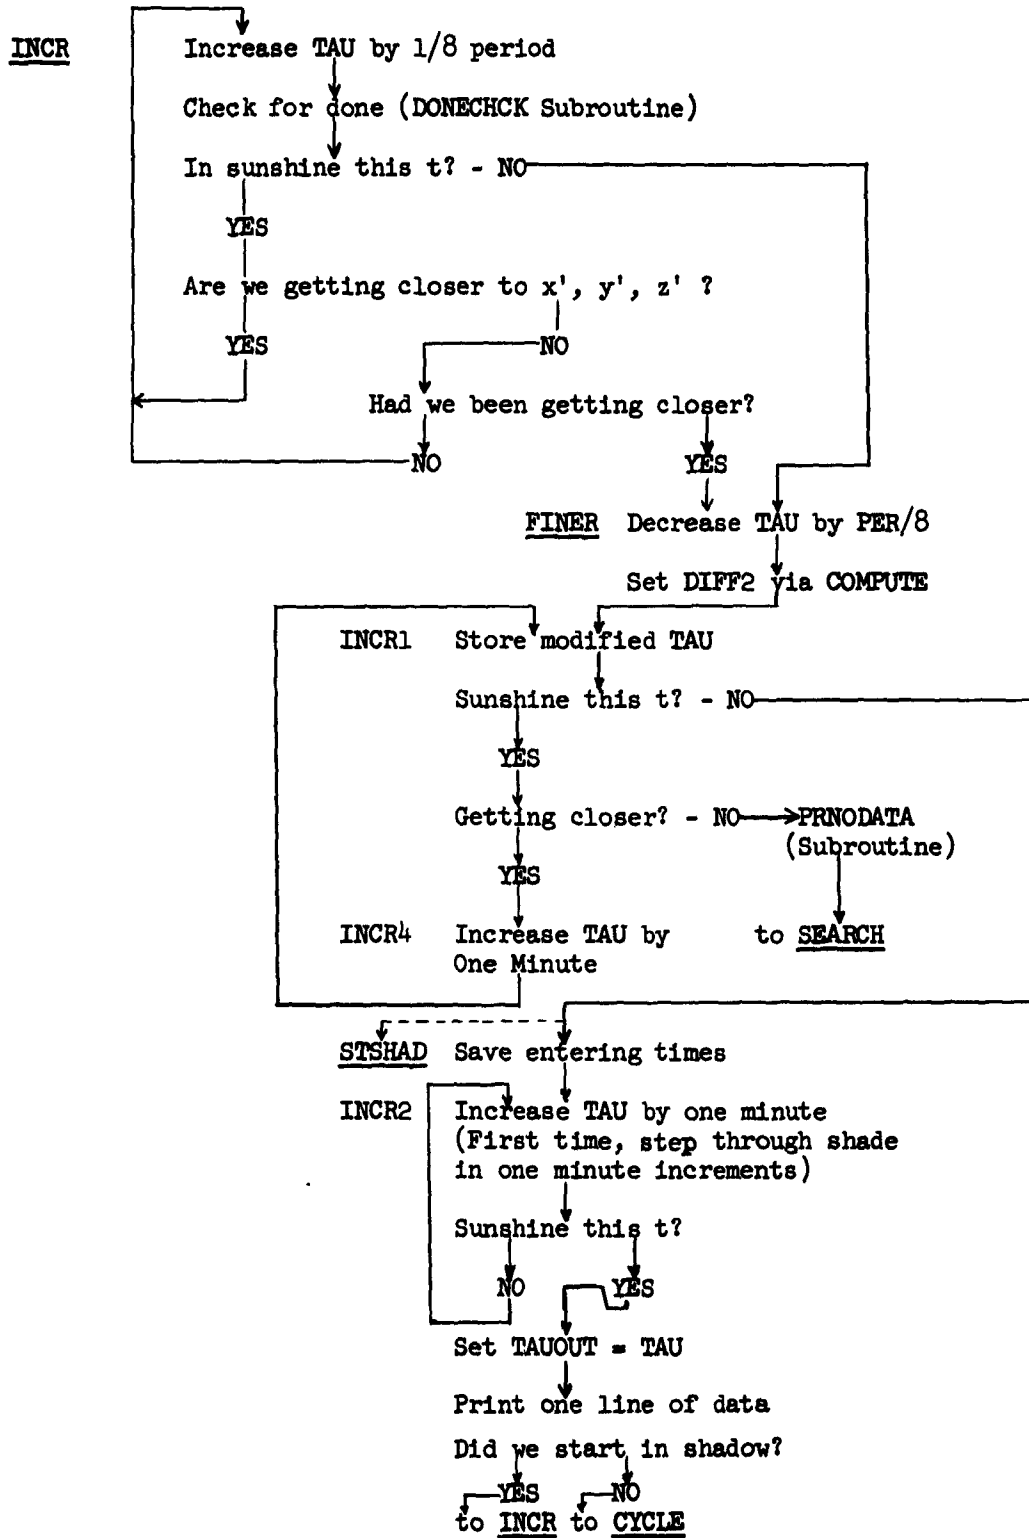 INCR Increase TAU by 1/8 period
Check for done (DONECHCK Subroutine)
In sunshine this t? - NO
YES
Are we getting closer to x', y', z' ?
YES
NO
Had we been getting closer?
NO YES
FINER Decrease TAU by PER/8
Set DIFF2 via COMPUTE
INCR1 Store modified TAU
Sunshine this t? - NO
YES
Getting closer? - NO PRNODATA
(Subroutine)
YES
INCR4 Increase TAU by to SEARCH
One Minute
STSHAD Save entering times
INCR2 Increase TAU by one minute
(First time, step through shade
in one minute increments)
Sunshine this t?
NO YES
Set TAUOUT = TAU
Print one line of data
Did we start in shadow?
YES NO
to INCR to CYCLE